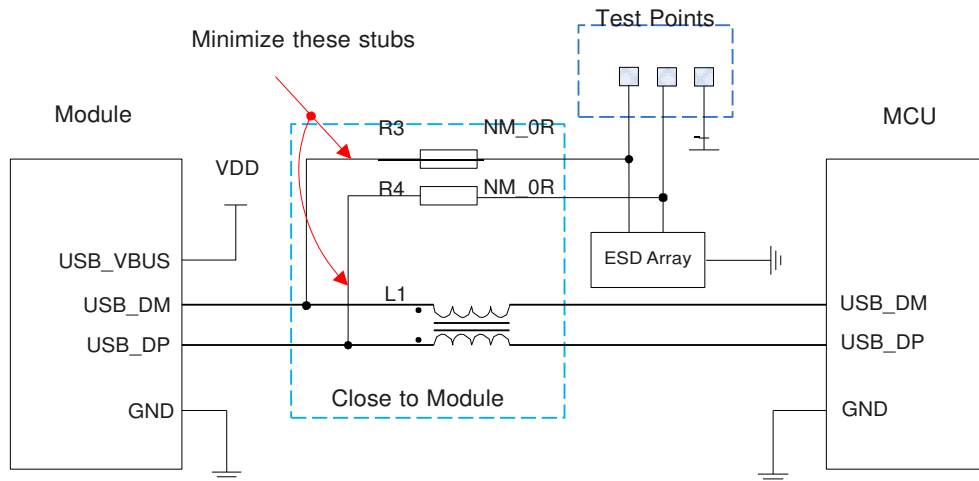 Test Points
Minimize these stubs
Module
MCU
R3
NM_0R
VDD
R4
NM_0R
ESD Array
USB_VBUS
USB_DM
L1
USB_DM
USB_DP
USB_DP
Close to Module
GND
GND